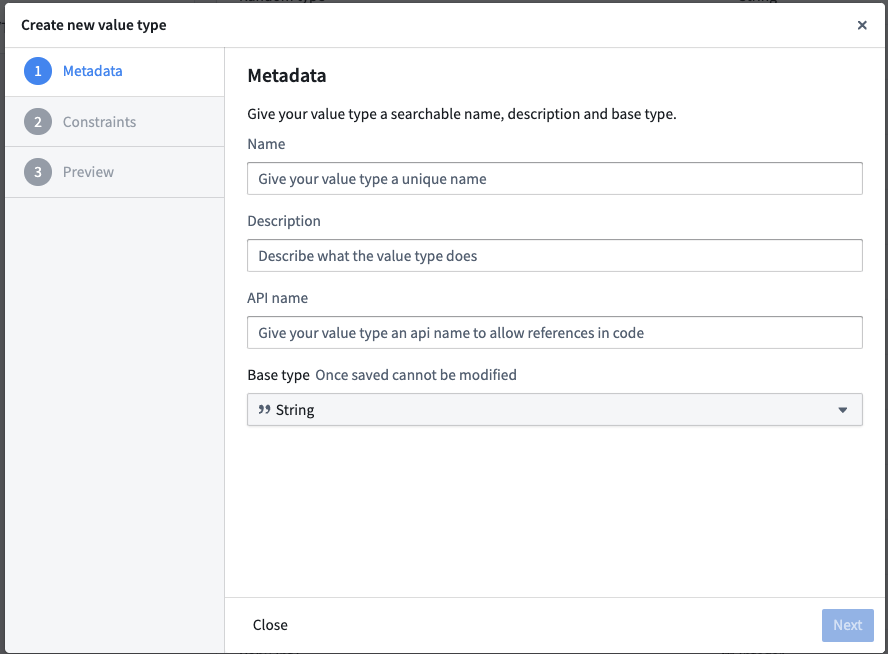 Create new value type
1 Metadata
2 Constraints
3 Preview
Metadata
Give your value type a searchable name, description and base type.
Name
Give your value type a unique name
Description
Describe what the value type does
API name
Give your value type an api name to allow references in code
Base type Once saved cannot be modified
String
Close
Next